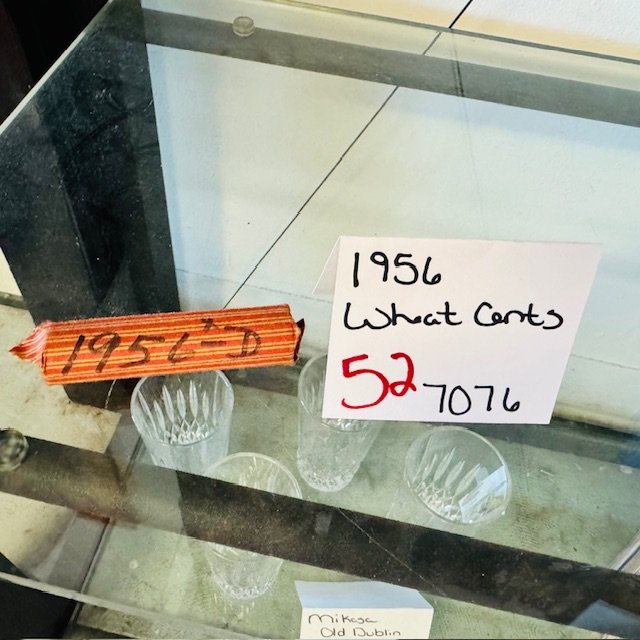 1956
Wheat Cents
52 7076
1956-D
Mikasa
Old Dublin